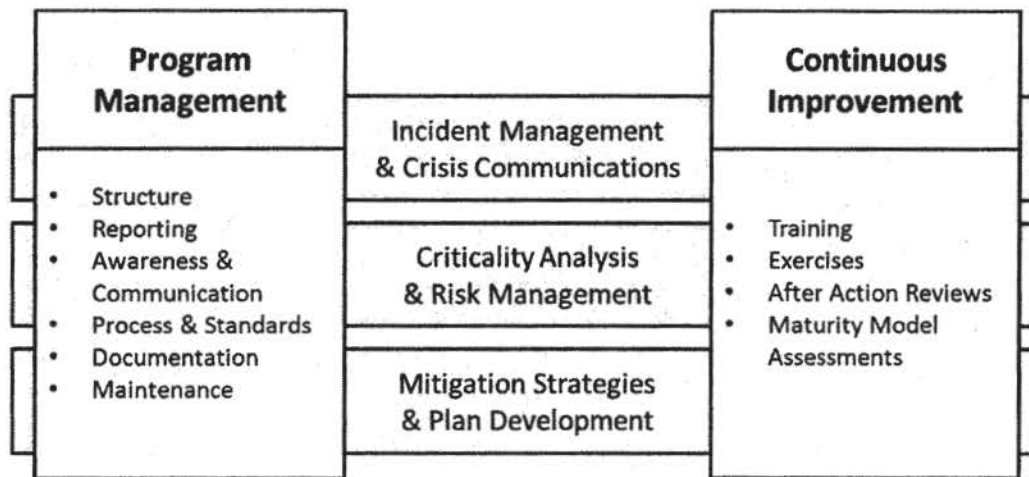 Program
Management
• Structure
• Reporting
• Awareness &
Communication
• Process & Standards
• Documentation
• Maintenance
Incident Management
& Crisis Communications
Criticality Analysis
& Risk Management
Mitigation Strategies
& Plan Development
Continuous
Improvement
• Training
• Exercises
• After Action Reviews
• Maturity Model
Assessments